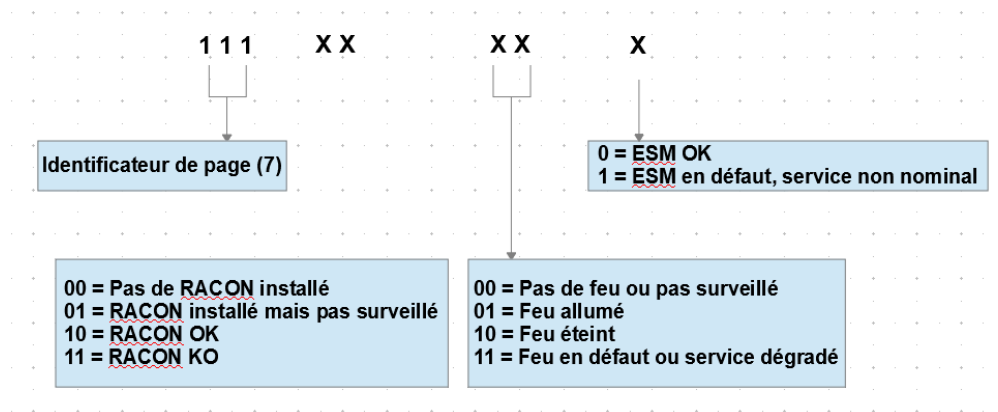 1 1 1 X X X X X
Identificateur de page (7)
0 = ESM OK
1 = ESM en défaut, service non nominal
00 = Pas de RACON installé
01 = RACON installé mais pas surveillé
10 = RACON OK
11 = RACON KO
00 = Pas de feu ou pas surveillé
01 = Feu allumé
10 = Feu éteint
11 = Feu en défaut ou service dégradé